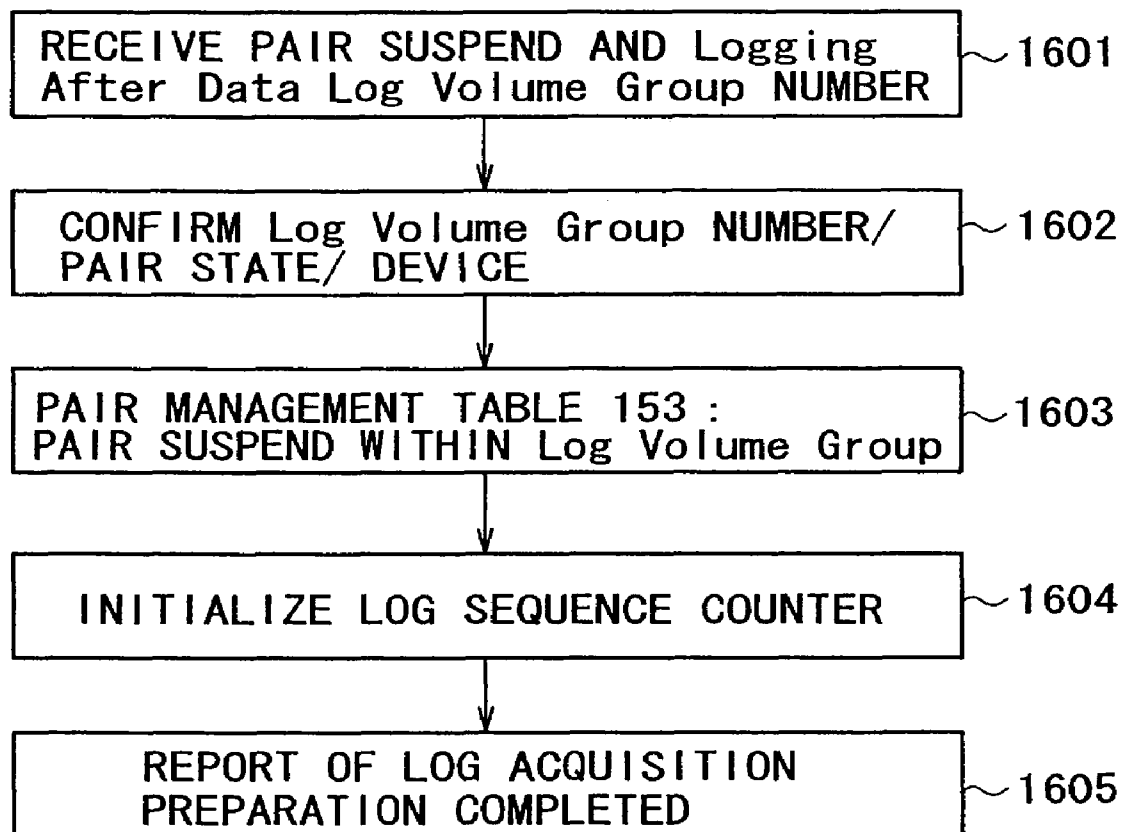 RECEIVE PAIR SUSPEND AND Logging
After Data Log Volume Group NUMBER
1601
CONFIRM Log Volume Group NUMBER/
PAIR STATE/ DEVICE
1602
PAIR MANAGEMENT TABLE 153 :
PAIR SUSPEND WITHIN Log Volume Group
1603
INITIALIZE LOG SEQUENCE COUNTER
1604
REPORT OF LOG ACQUISITION
PREPARATION COMPLETED
1605